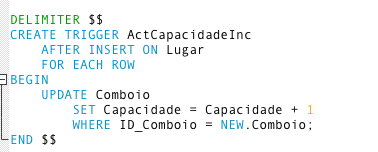 DELIMITER $$
CREATE TRIGGER ActCapacidadeInc
    AFTER INSERT ON Lugar
    FOR EACH ROW
BEGIN
    UPDATE Comboio
        SET Capacidade = Capacidade + 1
        WHERE ID_Comboio = NEW.Comboio;
END $$